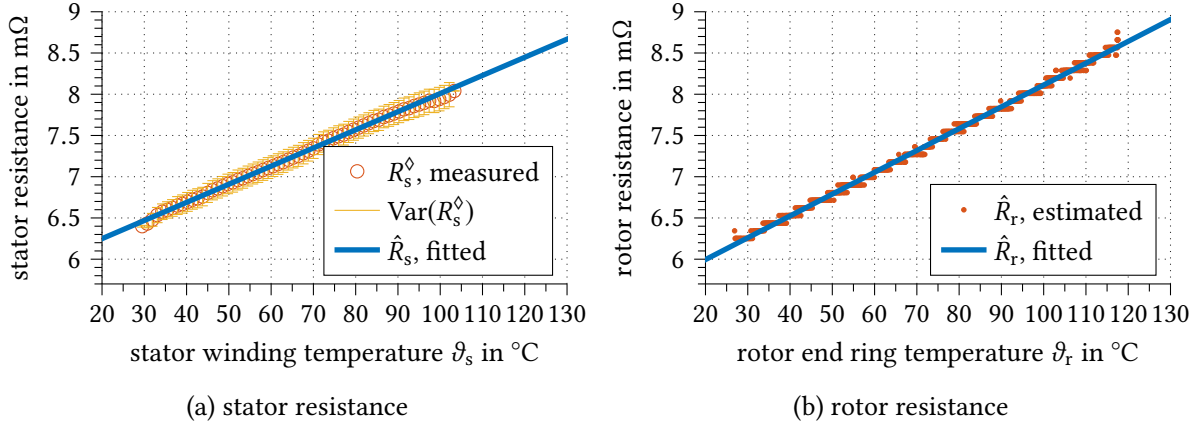 stator resistance in mΩ
9
8.5
8
7.5
7
6.5
6
R_s^◊, measured
Var(R_s^◊)
R̂_s, fitted
20 30 40 50 60 70 80 90 100 110 120 130
stator winding temperature ϑ_s in °C
(a) stator resistance
rotor resistance in mΩ
9
8.5
8
7.5
7
6.5
6
R̂_r, estimated
R̂_r, fitted
20 30 40 50 60 70 80 90 100 110 120 130
rotor end ring temperature ϑ_r in °C
(b) rotor resistance